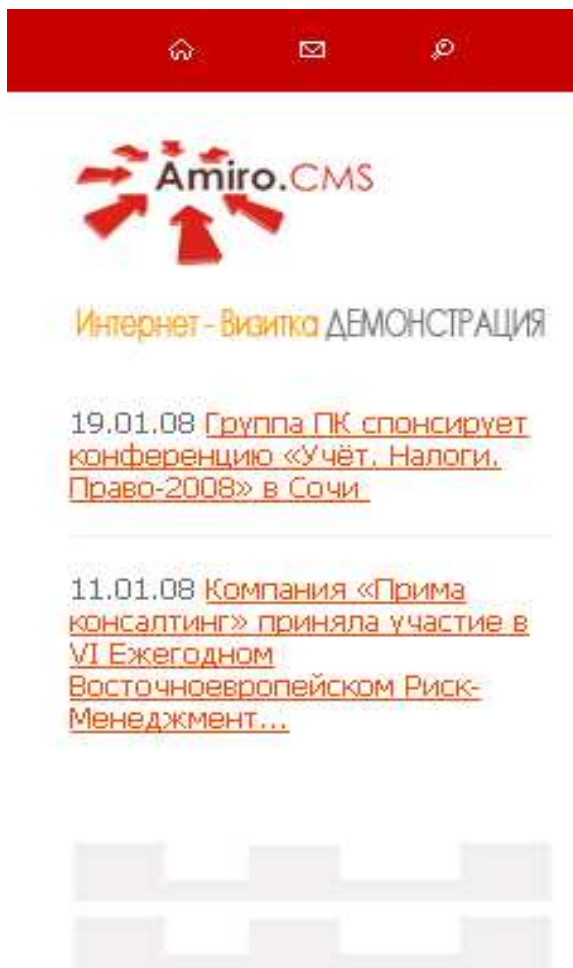 Amiro.CMS
Интернет - Визитка ДЕМОНСТРАЦИЯ
19.01.08 Группа ПК спонсирует
конференцию «Учёт. Налоги.
Право-2008» в Сочи
11.01.08 Компания «Прима
консалтинг» приняла участие в
VI Ежегодном
Восточноевропейском Риск-
Менеджмент...